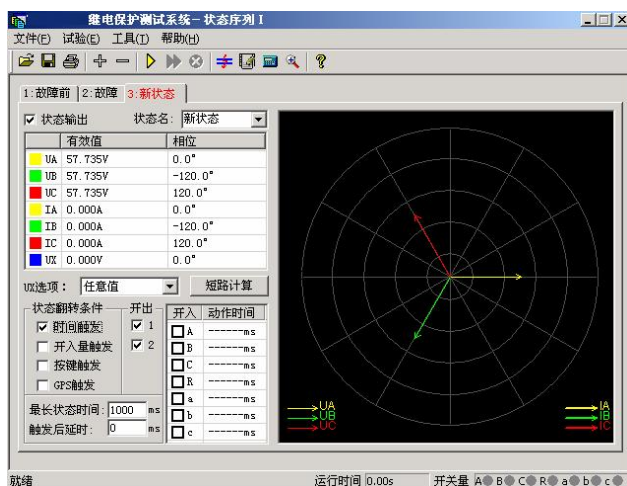 继电保护测试系统－状态序列 I
文件(F) 试验(E) 工具(T) 帮助(H)
1:故障前 2:故障 3:新状态
状态输出 状态名: 新状态
有效值 相位
UA 57.735V 0.0°
UB 57.735V -120.0°
UC 57.735V 120.0°
IA 0.000A 0.0°
IB 0.000A -120.0°
IC 0.000A 120.0°
UX 0.000V 0.0°
UX选项: 任意值 短路计算
状态翻转条件 开出 开入 动作时间
时间触发 1 A ------ms
开入量触发 2 B ------ms
按键触发 C ------ms
GPS触发 R ------ms
最长状态时间: 1000 ms a ------ms
触发后延时: 0 ms b ------ms
c ------ms
UA IA
UB IB
UC IC
就绪 运行时间 0.00s 开关量 A B C R a b c